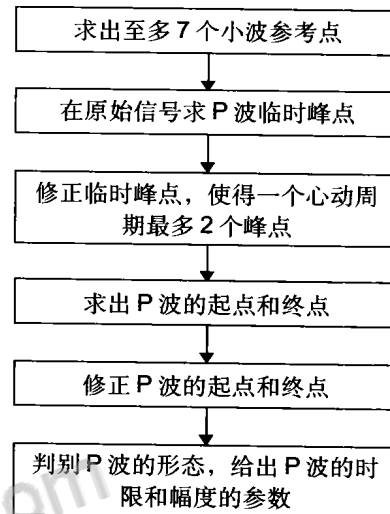 求出至多7个小波参考点
在原始信号求P波临时峰点
修正临时峰点，使得一个心动周
期最多2个峰点
求出P波的起点和终点
修正P波的起点和终点
判别P波的形态，给出P波的时
限和幅度的参数
om